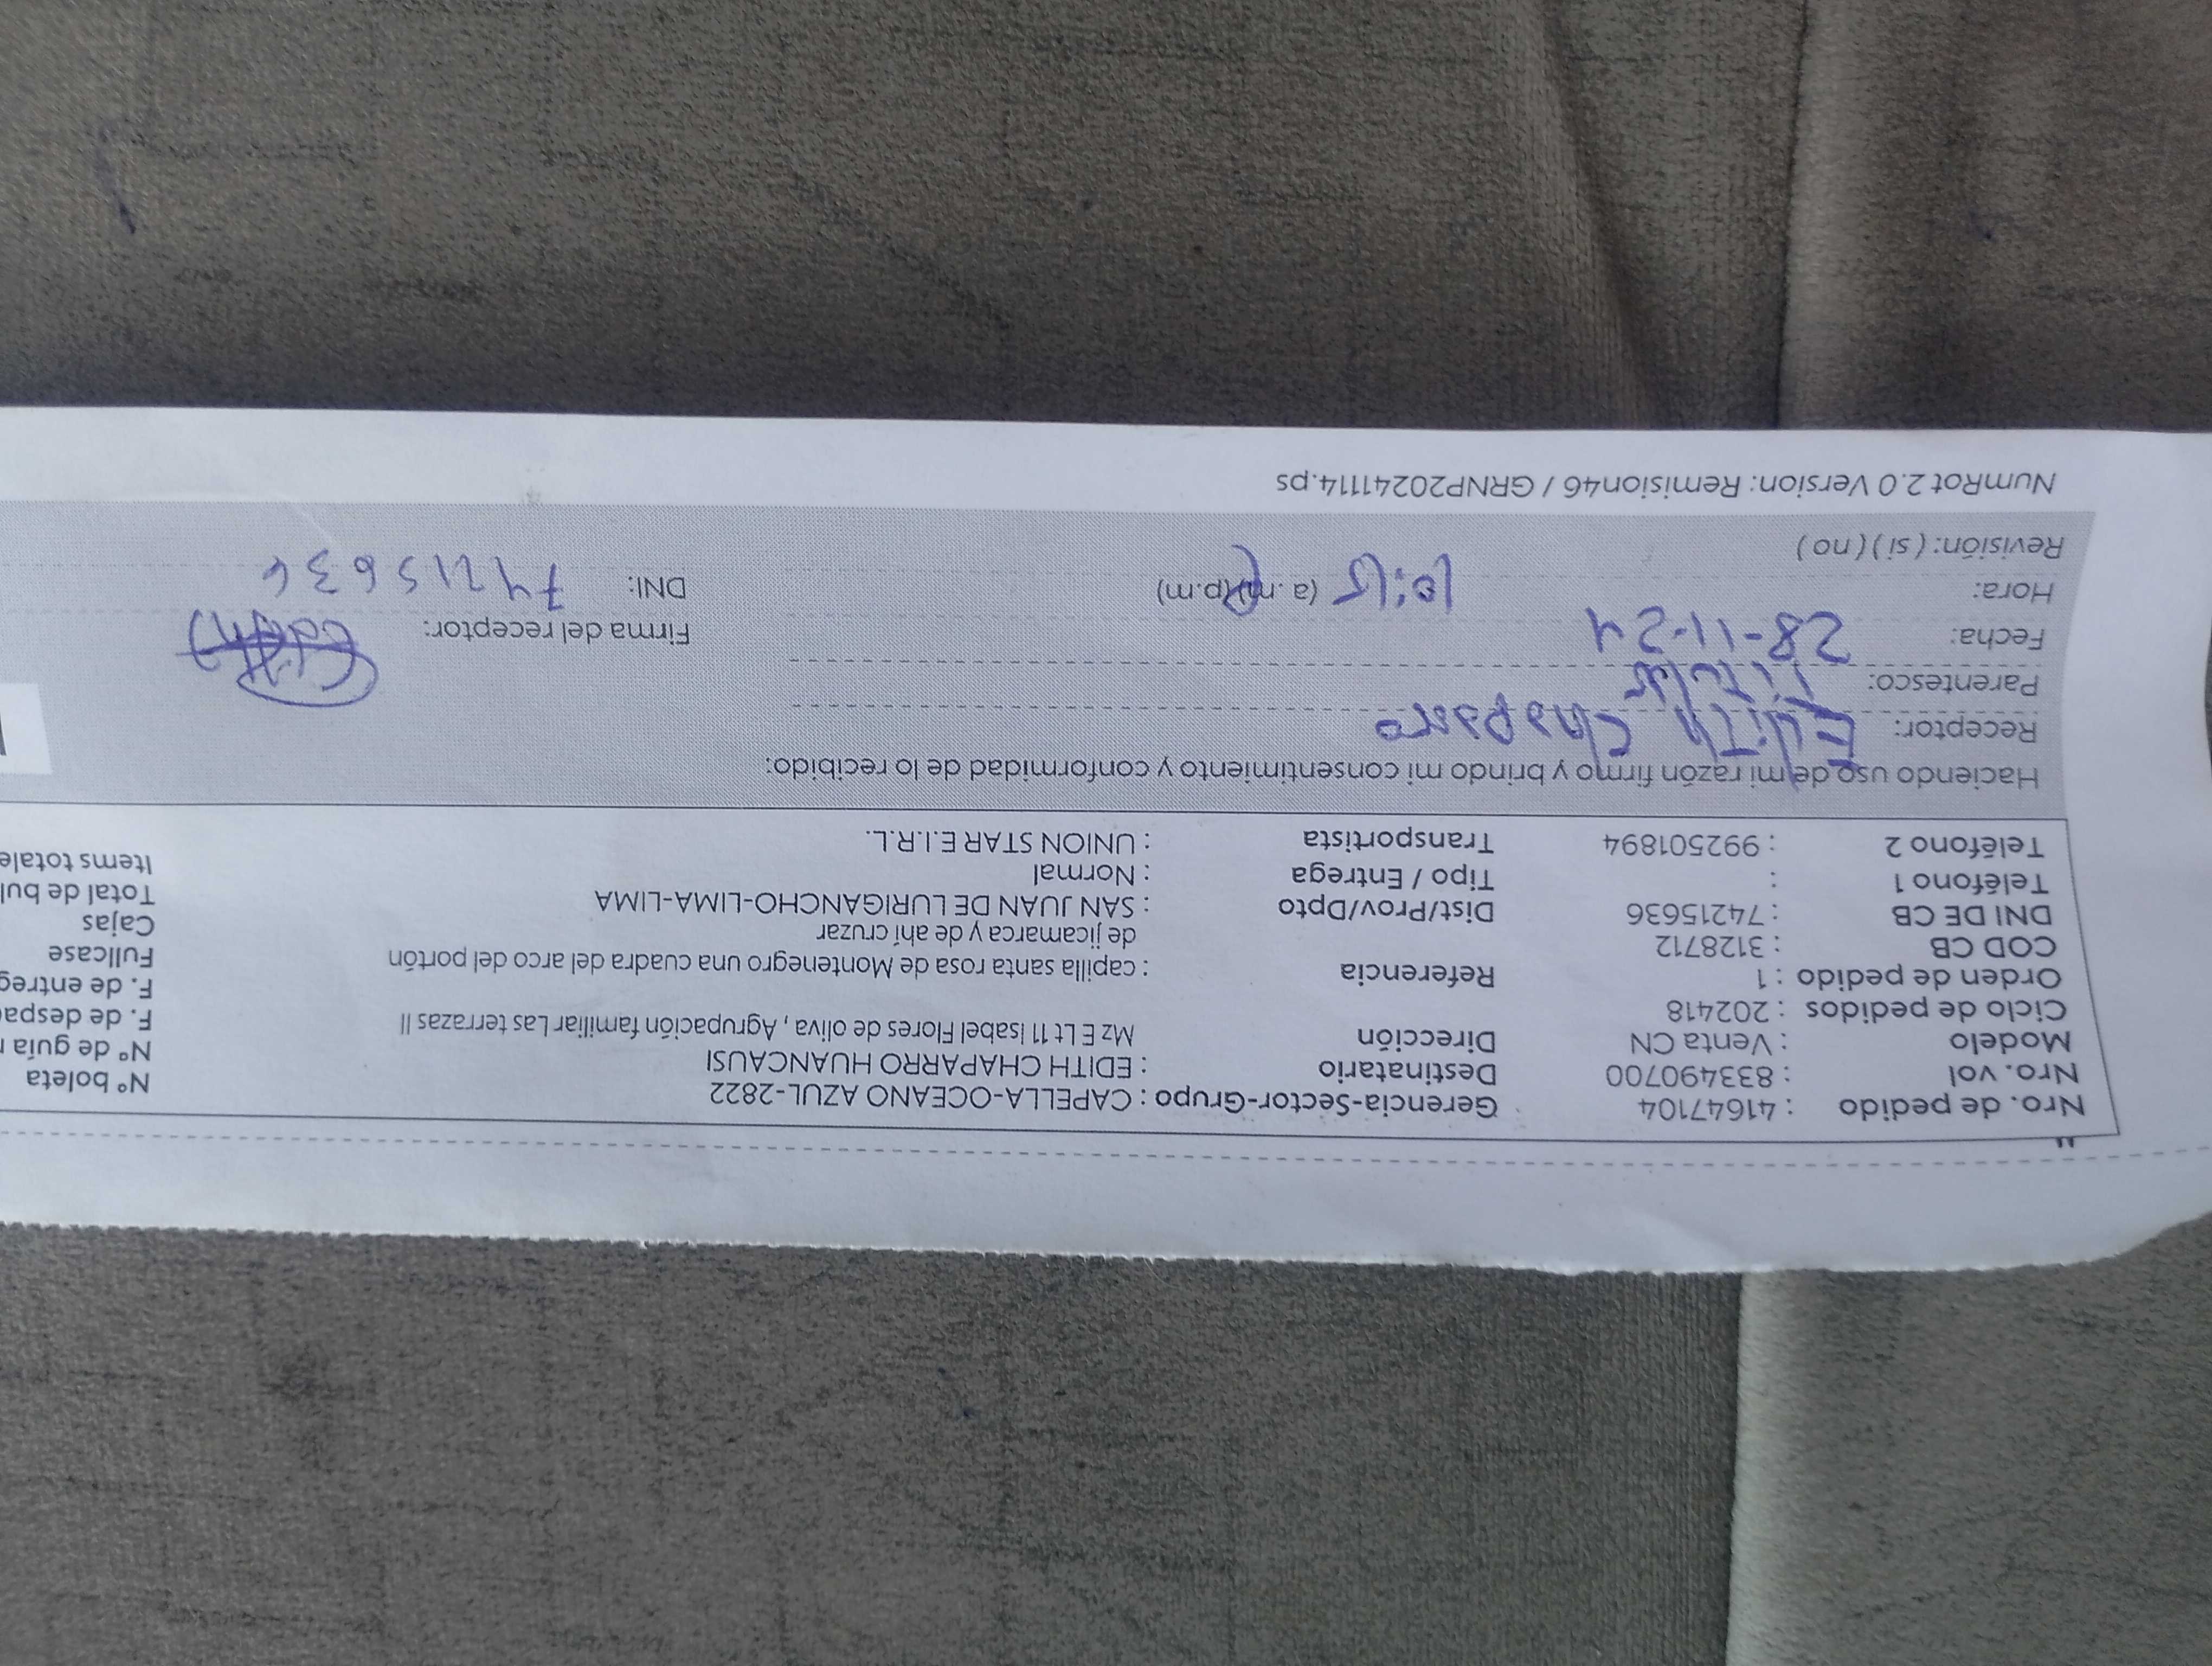 Nro. de pedido : 41647104 Gerencia-Sector-Grupo : CAPELLA-OCEANO AZUL-2822 N° boleta
Nro. vol : 833490700 Destinatario : EDITH CHAPARRO HUANCAUSI N° de guía
Modelo : Venta CN Dirección Mz E Lt 11 Isabel Flores de oliva , Agrupación familiar Las terrazas II F. de despa
Ciclo de pedidos : 202418 F. de entreg
Orden de pedido : 1 Referencia : capilla santa rosa de Montenegro una cuadra del arco del portón Fullcase
COD CB : 3128712 de jicamarca y de ahí cruzar Cajas
DNI DE CB : 74215636 Dist/Prov/Dpto : SAN JUAN DE LURIGANCHO-LIMA-LIMA Total de bul
Teléfono 1 : Tipo / Entrega : Normal Items totale
Teléfono 2 : 992501894 Transportista : UNION STAR E.I.R.L.
Haciendo uso de mi razón firmo y brindo mi consentimiento y conformidad de lo recibido:
Receptor: EdiTh Chaparro
Parentesco: Titular
Fecha: 28-11-24 Firma del receptor: Edith
Hora: 10:15 (a.m) (p.m) DNI: 74215636
Revisión: ( si ) ( no )
NumRot 2.0 Version: Remision46 / GRNP20241114.ps